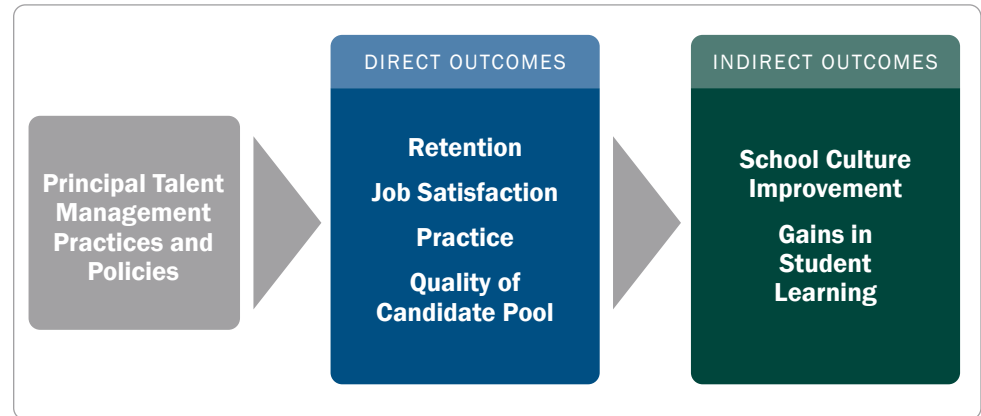 Principal Talent
Management
Practices and
Policies
DIRECT OUTCOMES
Retention
Job Satisfaction
Practice
Quality of
Candidate Pool
INDIRECT OUTCOMES
School Culture
Improvement
Gains in
Student
Learning